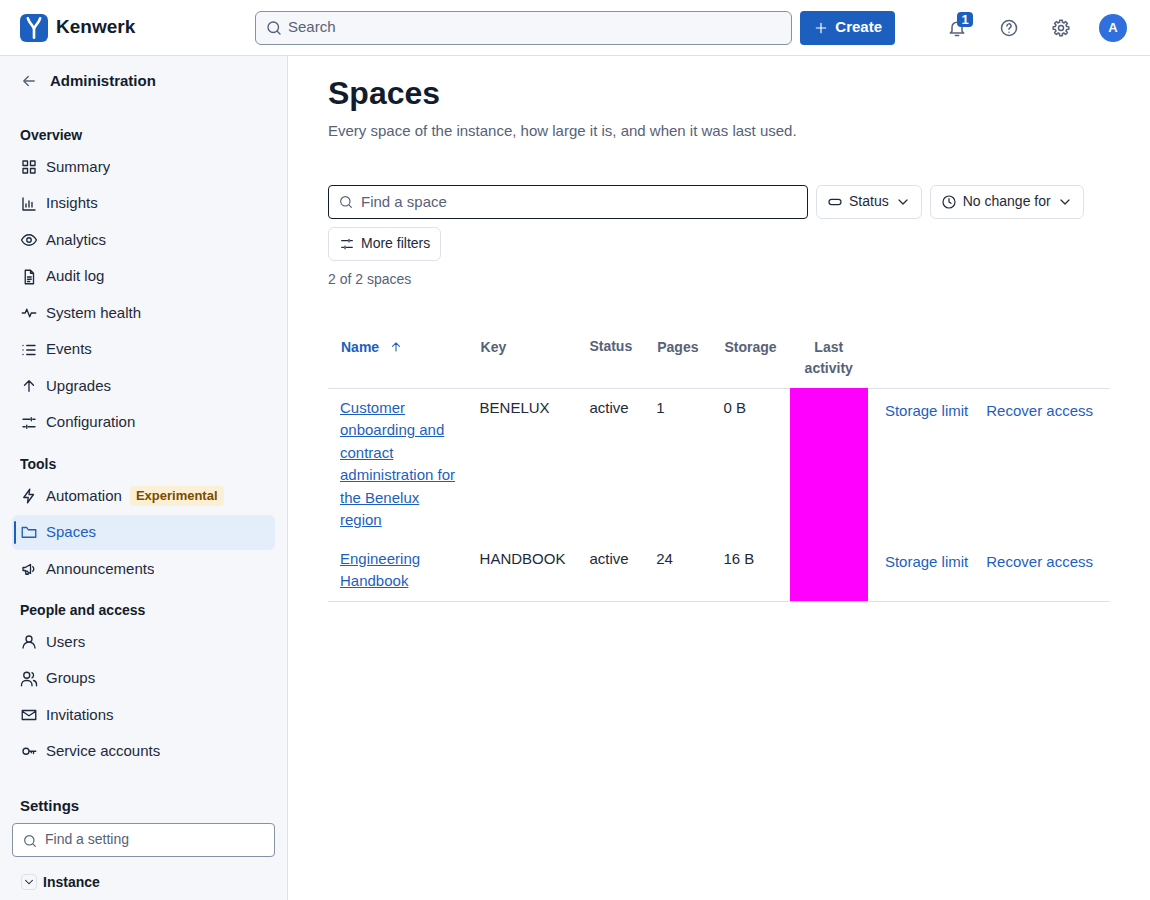 Kenwerk
Search
Create
1
A
Administration
Overview
Summary
Insights
Analytics
Audit log
System health
Events
Upgrades
Configuration
Tools
Automation Experimental
Spaces
Announcements
People and access
Users
Groups
Invitations
Service accounts
Settings
Find a setting
Instance
Spaces
Every space of the instance, how large it is, and when it was last used.
Find a space
Status
No change for
More filters
2 of 2 spaces
Name Key Status Pages Storage Last
activity
Customer BENELUX active 1 0 B Storage limit Recover access
onboarding and
contract
administration for
the Benelux
region
Engineering HANDBOOK active 24 16 B Storage limit Recover access
Handbook